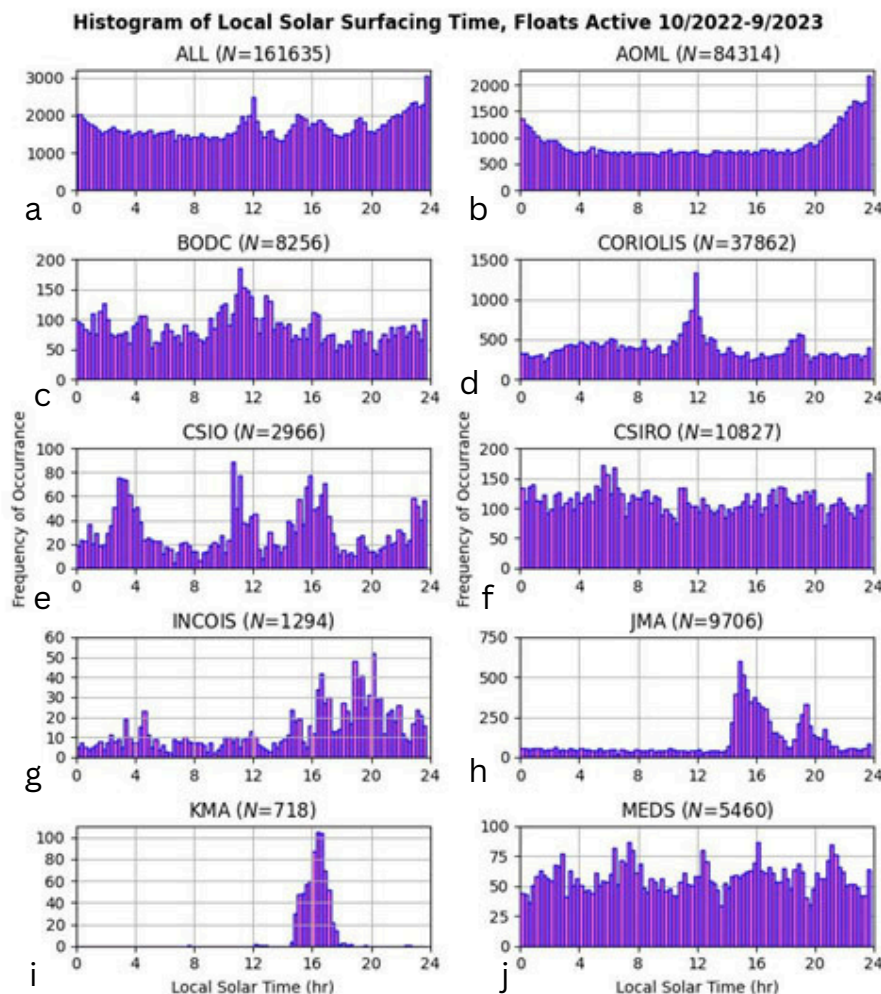 Histogram of Local Solar Surfacing Time, Floats Active 10/2022-9/2023
ALL (N=161635)
3000
2000
1000
0
0 4 8 12 16 20 24
a
AOML (N=84314)
2000
1500
1000
500
0
0 4 8 12 16 20 24
b
BODC (N=8256)
200
150
100
50
0
0 4 8 12 16 20 24
c
CORIOLIS (N=37862)
1500
1000
500
0
0 4 8 12 16 20 24
d
Frequency of Occurrance
CSIO (N=2966)
100
80
60
40
20
0
0 4 8 12 16 20 24
e
Frequency of Occurrance
CSIRO (N=10827)
200
150
100
50
0
0 4 8 12 16 20 24
f
INCOIS (N=1294)
60
50
40
30
20
10
0
0 4 8 12 16 20 24
g
JMA (N=9706)
750
500
250
0
0 4 8 12 16 20 24
h
KMA (N=718)
100
80
60
40
20
0
0 4 8 12 16 20 24
i
Local Solar Time (hr)
MEDS (N=5460)
100
75
50
25
0
0 4 8 12 16 20 24
j
Local Solar Time (hr)